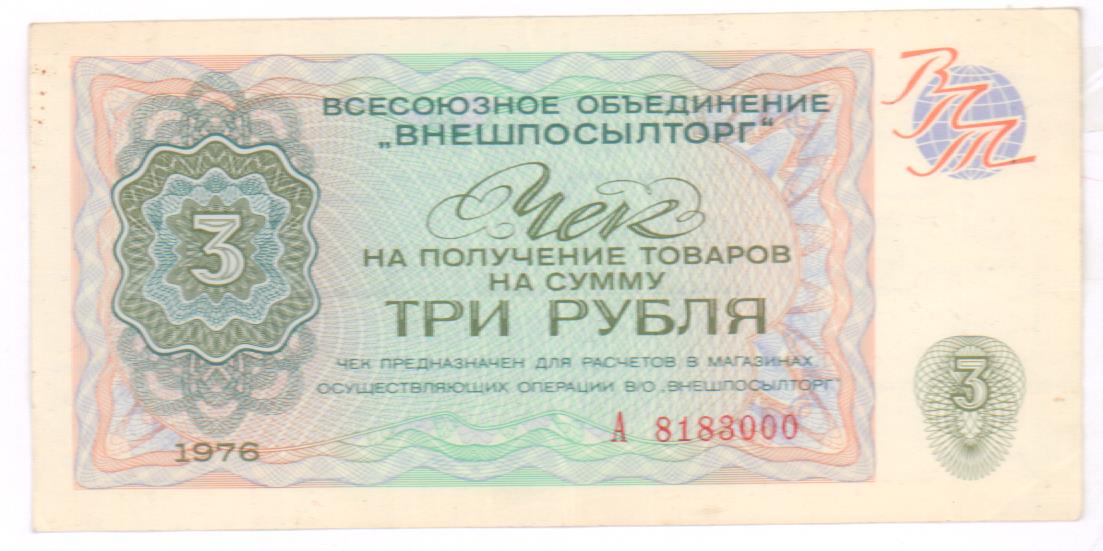 ВСЕСОЮЗНОЕ ОБЪЕДИНЕНИЕ
„ВНЕШПОСЫЛТОРГ“
ВПТ
3
Чек
НА ПОЛУЧЕНИЕ ТОВАРОВ
НА СУММУ
ТРИ РУБЛЯ
ЧЕК ПРЕДНАЗНАЧЕН ДЛЯ РАСЧЕТОВ В МАГАЗИНАХ,
ОСУЩЕСТВЛЯЮЩИХ ОПЕРАЦИИ В/О „ВНЕШПОСЫЛТОРГ“
3
А 8183000
1976